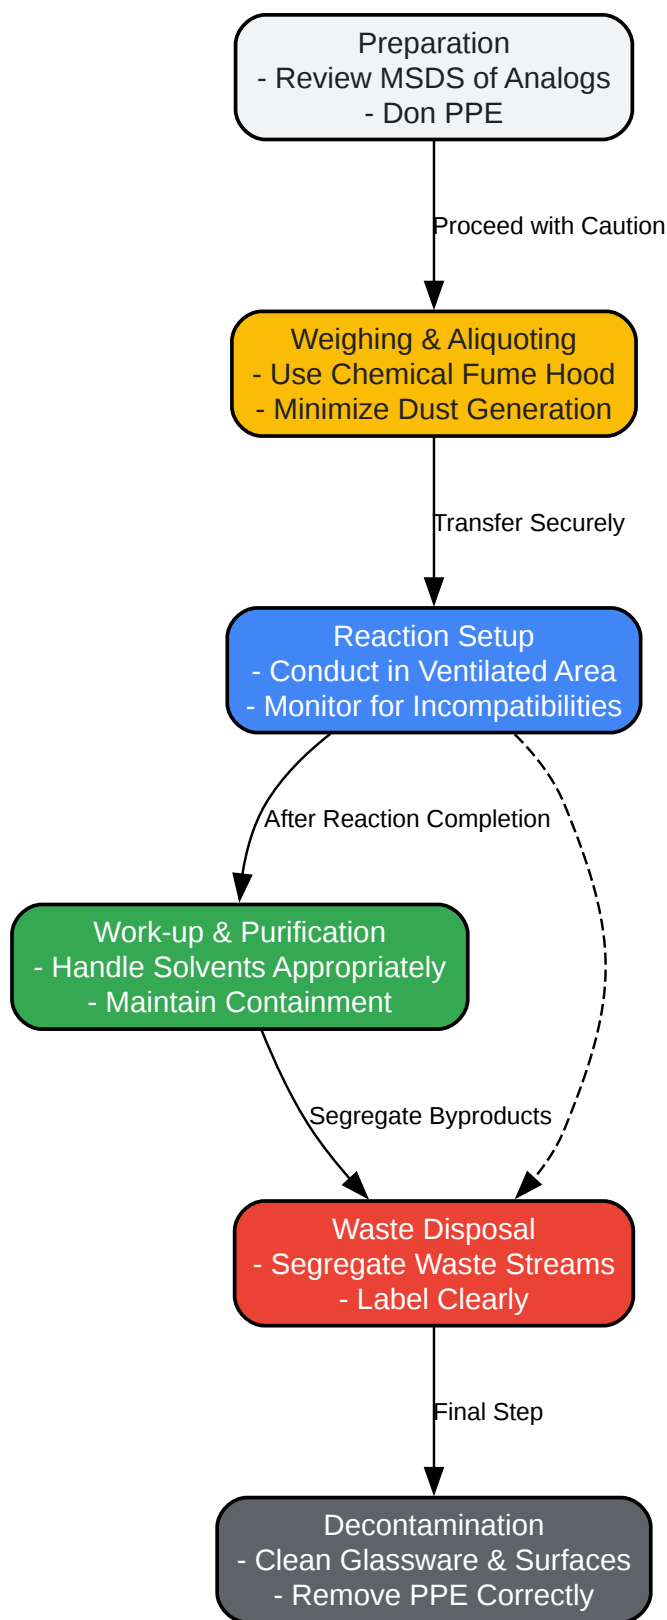 Preparation
- Review MSDS of Analogs
- Don PPE
Proceed with Caution
Weighing & Aliquoting
- Use Chemical Fume Hood
- Minimize Dust Generation
Transfer Securely
Reaction Setup
- Conduct in Ventilated Area
- Monitor for Incompatibilities
After Reaction Completion
Work-up & Purification
- Handle Solvents Appropriately
- Maintain Containment
Segregate Byproducts
Waste Disposal
- Segregate Waste Streams
- Label Clearly
Final Step
Decontamination
- Clean Glassware & Surfaces
- Remove PPE Correctly